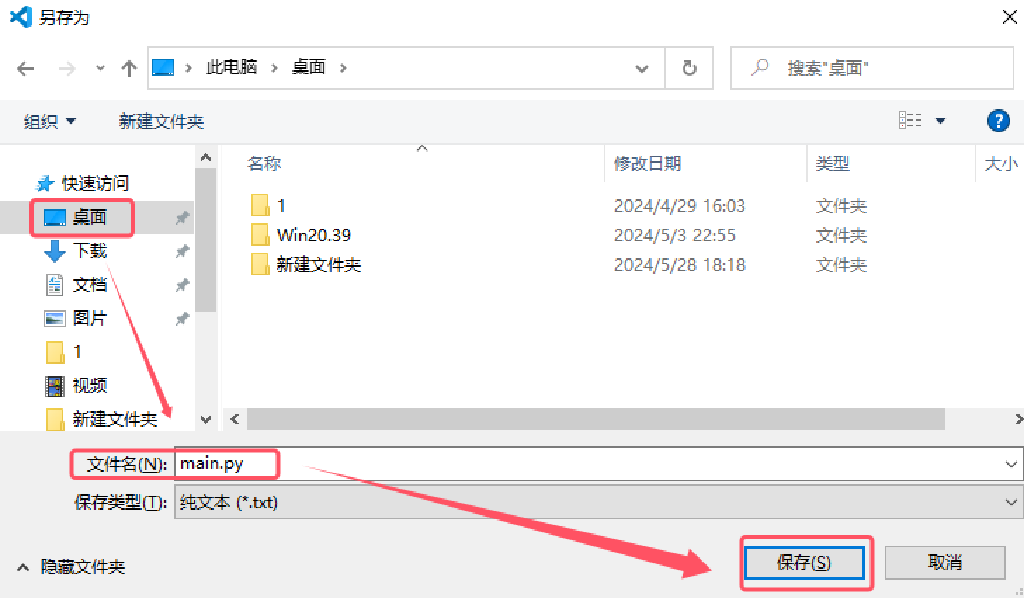 另存为
此电脑 › 桌面 ›
搜索"桌面"
组织 新建文件夹
?
名称 修改日期 类型 大小
快速访问
桌面
下载
文档
图片
1
视频
新建文件夹
1 2024/4/29 16:03 文件夹
Win20.39 2024/5/3 22:55 文件夹
新建文件夹 2024/5/28 18:18 文件夹
文件名(N): main.py
保存类型(T): 纯文本 (*.txt)
隐藏文件夹
保存(S) 取消